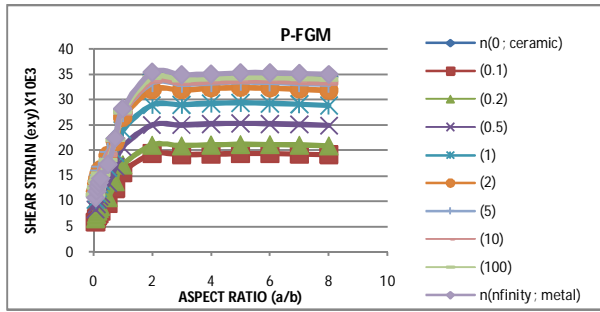 P-FGM
SHEAR STRAIN (exy) X10E3
40
35
30
25
20
15
10
5
0
0 2 4 6 8 10
ASPECT RATIO (a/b)
n(0 ; ceramic)
(0.1)
(0.2)
(0.5)
(1)
(2)
(5)
(10)
(100)
n(nfinity ; metal)